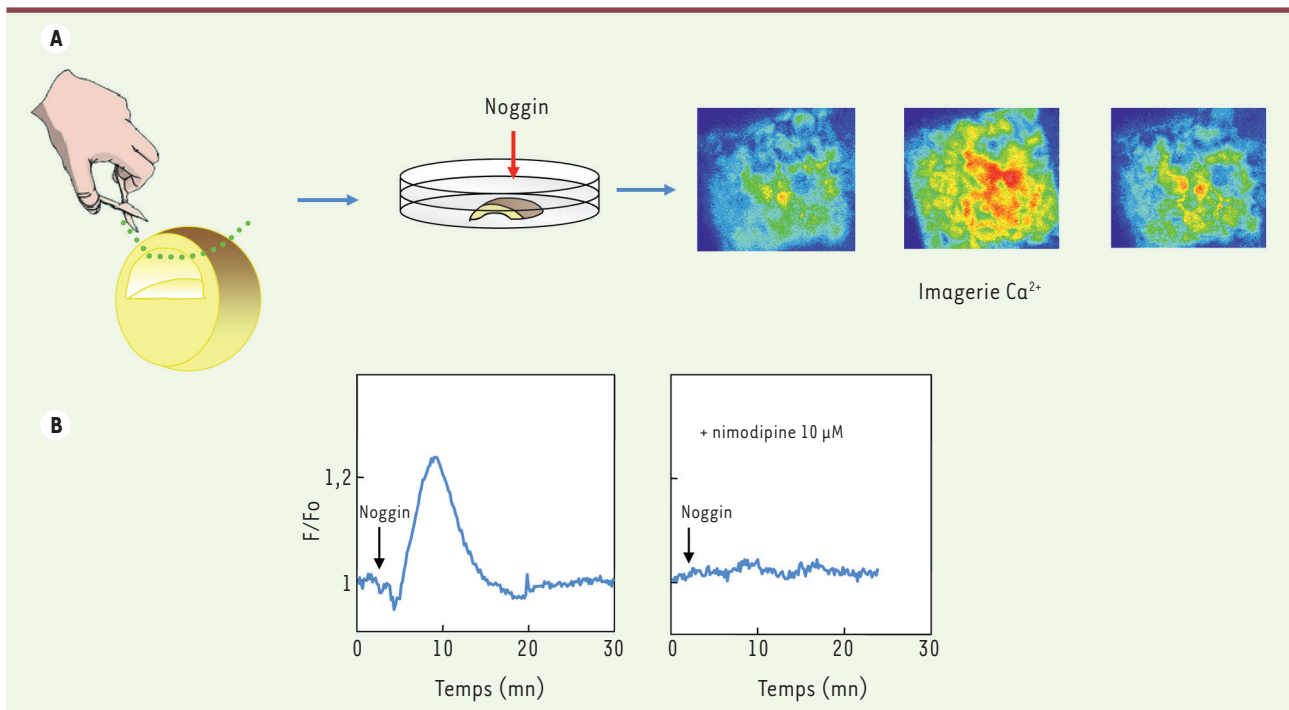 A
Noggin
Imagerie Ca²⁺
B
F/Fo
1,2
1
Noggin
0 10 20 30
Temps (mn)
+ nimodipine 10 µM
Noggin
0 10 20 30
Temps (mn)